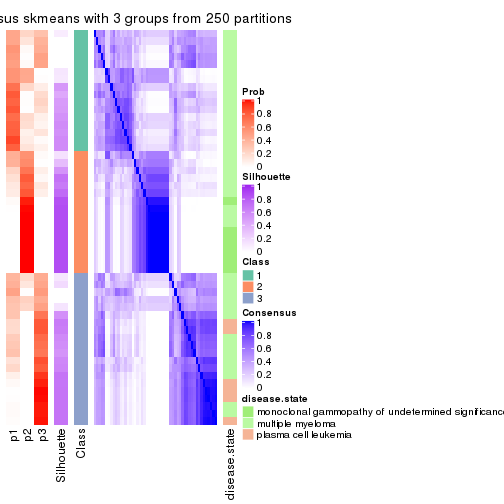 sus skmeans with 3 groups from 250 partitions
Prob
1
0.8
0.6
0.4
0.2
0
Silhouette
1
0.8
0.6
0.4
0.2
0
Class
1
2
3
Consensus
1
0.8
0.6
0.4
0.2
0
disease.state
monoclonal gammopathy of undetermined significance
multiple myeloma
plasma cell leukemia
p1
p2
p3
Silhouette
Class
disease.state